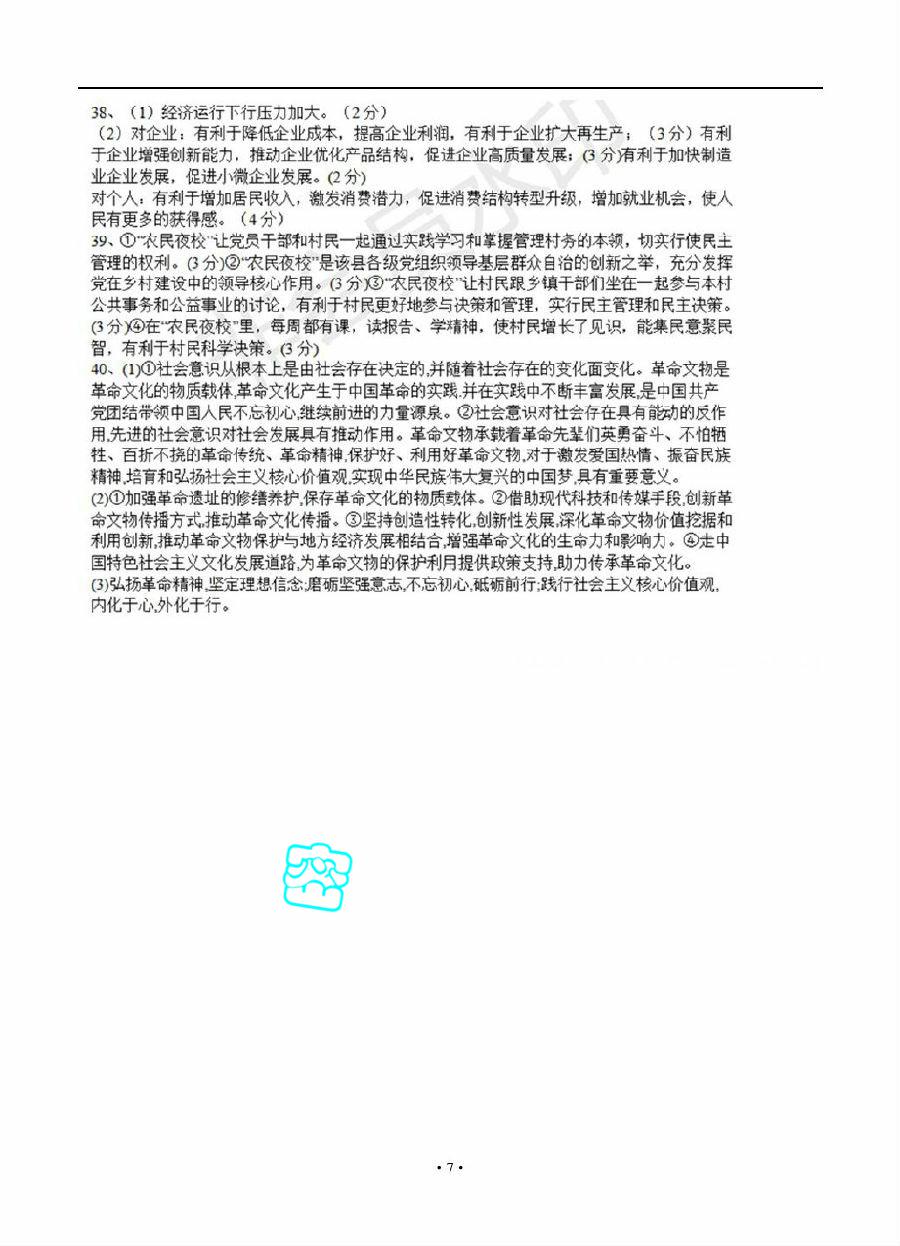 38、（1）经济运行下行压力加大。（2分）
（2）对企业：有利于降低企业成本，提高企业利润，有利于企业扩大再生产；（3分）有利
于企业增强创新能力，推动企业优化产品结构，促进企业高质量发展；(3 分)有利于加快制造
业企业发展，促进小微企业发展。(2分)
对个人：有利于增加居民收入，激发消费潜力，促进消费结构转型升级，增加就业机会，使人
民有更多的获得感。（4分）
39、①“农民夜校”让党员干部和村民一起通过实践学习和掌握管理村务的本领，切实行使民主
管理的权利。(3分)②“农民夜校”是该县各级党组织领导基层群众自治的创新之举，充分发挥
党在乡村建设中的领导核心作用。(3分)③“农民夜校”让村民跟乡镇干部们坐在一起参与本村
公共事务和公益事业的讨论，有利于村民更好地参与决策和管理，实行民主管理和民主决策。
(3分)④在“农民夜校”里，每周都有课，读报告、学精神，使村民增长了见识，能集民意聚民
智，有利于村民科学决策。(3分)
40、(1)①社会意识从根本上是由社会存在决定的,并随着社会存在的变化面变化。革命文物是
革命文化的物质载体,革命文化产生于中国革命的实践.并在实践中不断丰富发展,是中国共产
党团结带领中国人民不忘初心,继续前进的力量源泉。②社会意识对社会存在具有能动的反作
用,先进的社会意识对社会发展具有推动作用。革命文物承载着革命先辈们英勇奋斗、不怕牺
牲、百折不挠的革命传统、革命精神,保护好、利用好革命文物,对于激发爱国热情、振奋民族
精神,培育和弘扬社会主义核心价值观,实现中华民族伟大复兴的中国梦,具有重要意义。
(2)①加强革命遗址的修缮养护,保存革命文化的物质载体。②借助现代科技和传媒手段,创新革
命文物传播方式,推动革命文化传播。③坚持创造性转化,创新性发展,深化革命文物价值挖掘和
利用创新,推动革命文物保护与地方经济发展相结合,增强革命文化的生命力和影响力。④走中
国特色社会主义文化发展道路,为革命文物的保护利用提供政策支持,助力传承革命文化。
(3)弘扬革命精神,坚定理想信念;磨砺坚强意志,不忘初心,砥砺前行;践行社会主义核心价值观,
内化于心,外化于行。
• 7 •